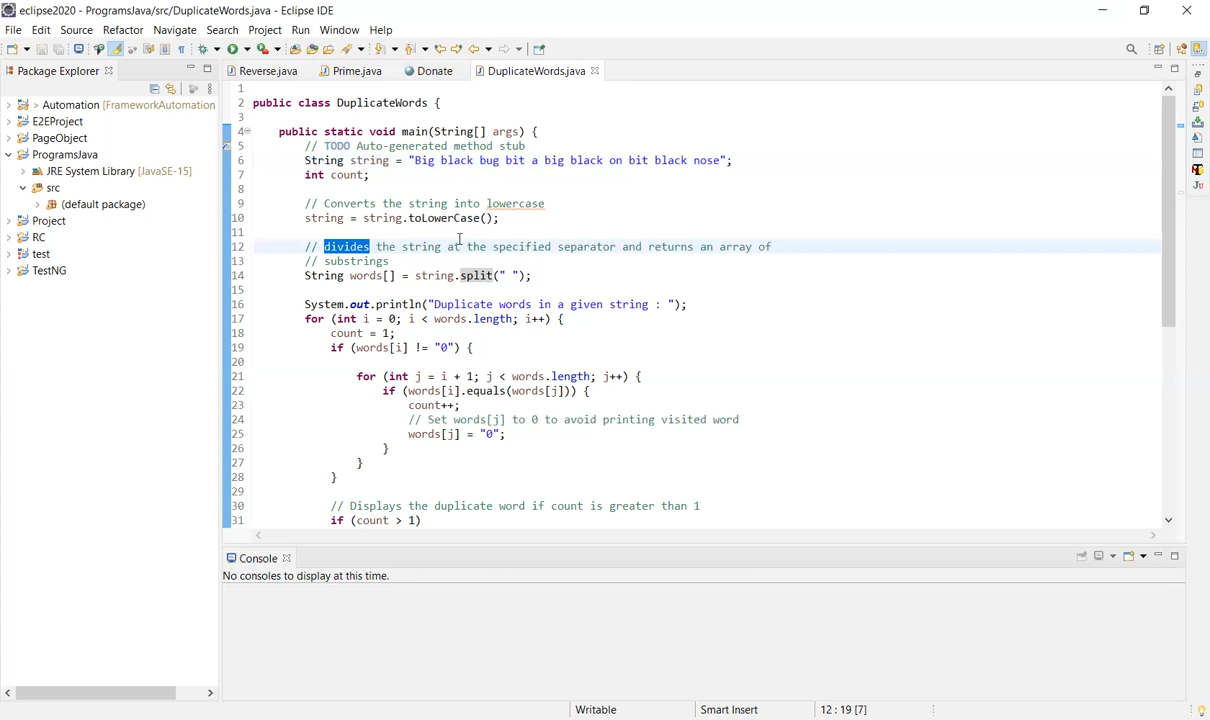 eclipse2020 - ProgramsJava/src/DuplicateWords.java - Eclipse IDE
File Edit Source Refactor Navigate Search Project Run Window Help
Package Explorer
Reverse.java Prime.java Donate DuplicateWords.java
> Automation [FrameworkAutomation
E2EProject
PageObject
ProgramsJava
JRE System Library [JavaSE-15]
src
(default package)
Project
RC
test
TestNG
1
2 public class DuplicateWords {
3
4 public static void main(String[] args) {
5 // TODO Auto-generated method stub
6 String string = "Big black bug bit a big black on bit black nose";
7 int count;
8
9 // Converts the string into lowercase
10 string = string.toLowerCase();
11
12 // divides the string at the specified separator and returns an array of
13 // substrings
14 String words[] = string.split(" ");
15
16 System.out.println("Duplicate words in a given string : ");
17 for (int i = 0; i < words.length; i++) {
18 count = 1;
19 if (words[i] != "0") {
20
21 for (int j = i + 1; j < words.length; j++) {
22 if (words[i].equals(words[j])) {
23 count++;
24 // Set words[j] to 0 to avoid printing visited word
25 words[j] = "0";
26 }
27 }
28 }
29
30 // Displays the duplicate word if count is greater than 1
31 if (count > 1)
Console
No consoles to display at this time.
Writable Smart Insert 12 : 19 [7]